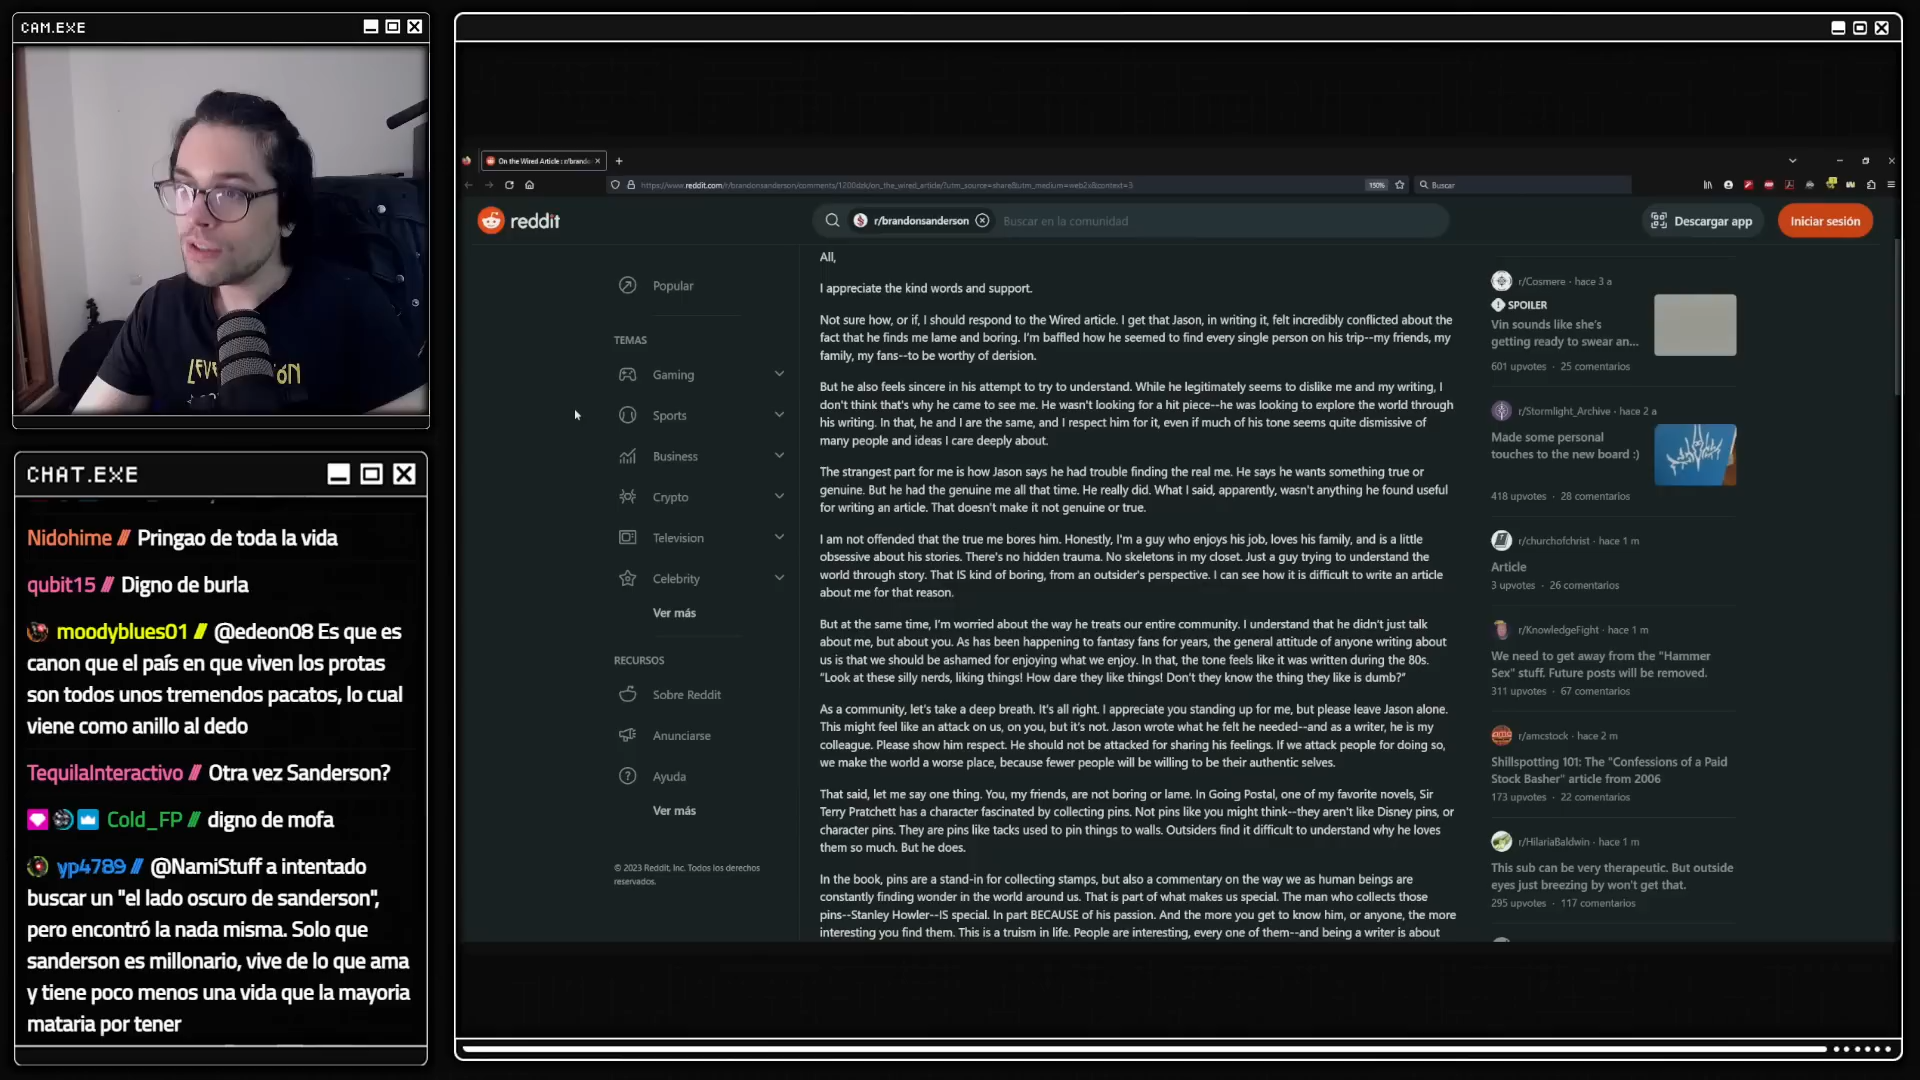 CAM.EXE
CHAT.EXE
Nidohime // Pringao de toda la vida
qubit15 // Digno de burla
moodyblues01 // @edeon08 Es que es
canon que el país en que viven los protas
son todos unos tremendos pacatos, lo cual
viene como anillo al dedo
TequilaInteractivo // Otra vez Sanderson?
Cold_FP // digno de mofa
yp4789 // @NamiStuff a intentado
buscar un "el lado oscuro de sanderson",
pero encontró la nada misma. Solo que
sanderson es millonario, vive de lo que ama
y tiene poco menos una vida que la mayoria
mataria por tener
On the Wired Article : r/brando
150%
Buscar
reddit
r/brandonsanderson
Buscar en la comunidad
Descargar app
Iniciar sesión
Popular
TEMAS
Gaming
Sports
Business
Crypto
Television
Celebrity
Ver más
RECURSOS
Sobre Reddit
Anunciarse
Ayuda
Ver más
© 2023 Reddit, Inc. Todos los derechos
reservados.
All,
I appreciate the kind words and support.
Not sure how, or if, I should respond to the Wired article. I get that Jason, in writing it, felt incredibly conflicted about the
fact that he finds me lame and boring. I'm baffled how he seemed to find every single person on his trip--my friends, my
family, my fans--to be worthy of derision.
But he also feels sincere in his attempt to try to understand. While he legitimately seems to dislike me and my writing, I
don't think that's why he came to see me. He wasn't looking for a hit piece--he was looking to explore the world through
his writing. In that, he and I are the same, and I respect him for it, even if much of his tone seems quite dismissive of
many people and ideas I care deeply about.
The strangest part for me is how Jason says he had trouble finding the real me. He says he wants something true or
genuine. But he had the genuine me all that time. He really did. What I said, apparently, wasn't anything he found useful
for writing an article. That doesn't make it not genuine or true.
I am not offended that the true me bores him. Honestly, I'm a guy who enjoys his job, loves his family, and is a little
obsessive about his stories. There's no hidden trauma. No skeletons in my closet. Just a guy trying to understand the
world through story. That IS kind of boring, from an outsider's perspective. I can see how it is difficult to write an article
about me for that reason.
But at the same time, I'm worried about the way he treats our entire community. I understand that he didn't just talk
about me, but about you. As has been happening to fantasy fans for years, the general attitude of anyone writing about
us is that we should be ashamed for enjoying what we enjoy. In that, the tone feels like it was written during the 80s.
"Look at these silly nerds, liking things! How dare they like things! Don't they know the thing they like is dumb?"
As a community, let's take a deep breath. It's all right. I appreciate you standing up for me, but please leave Jason alone.
This might feel like an attack on us, on you, but it's not. Jason wrote what he felt he needed--and as a writer, he is my
colleague. Please show him respect. He should not be attacked for sharing his feelings. If we attack people for doing so,
we make the world a worse place, because fewer people will be willing to be their authentic selves.
That said, let me say one thing. You, my friends, are not boring or lame. In Going Postal, one of my favorite novels, Sir
Terry Pratchett has a character fascinated by collecting pins. Not pins like you might think--they aren't like Disney pins, or
character pins. They are pins like tacks used to pin things to walls. Outsiders find it difficult to understand why he loves
them so much. But he does.
In the book, pins are a stand-in for collecting stamps, but also a commentary on the way we as human beings are
constantly finding wonder in the world around us. That is part of what makes us special. The man who collects those
pins--Stanley Howler--IS special. In part BECAUSE of his passion. And the more you get to know him, or anyone, the more
interesting you find them. This is a truism in life. People are interesting, every one of them--and being a writer is about
r/Cosmere · hace 3 a
SPOILER
Vin sounds like she's
getting ready to swear an...
601 upvotes · 25 comentarios
r/Stormlight_Archive · hace 2 a
Made some personal
touches to the new board :)
418 upvotes · 28 comentarios
r/churchofchrist · hace 1 m
Article
3 upvotes · 26 comentarios
r/KnowledgeFight · hace 1 m
We need to get away from the "Hammer
Sex" stuff. Future posts will be removed.
311 upvotes · 67 comentarios
r/amcstock · hace 2 m
Shillspotting 101: The "Confessions of a Paid
Stock Basher" article from 2006
173 upvotes · 22 comentarios
r/HilariaBaldwin · hace 1 m
This sub can be very therapeutic. But outside
eyes just breezing by won't get that.
295 upvotes · 117 comentarios